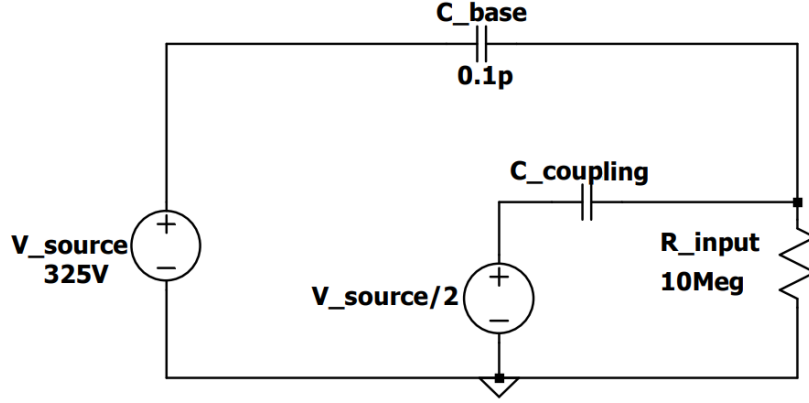 C_base
0.1p
C_coupling
V_source
325V
R_input
10Meg
V_source/2